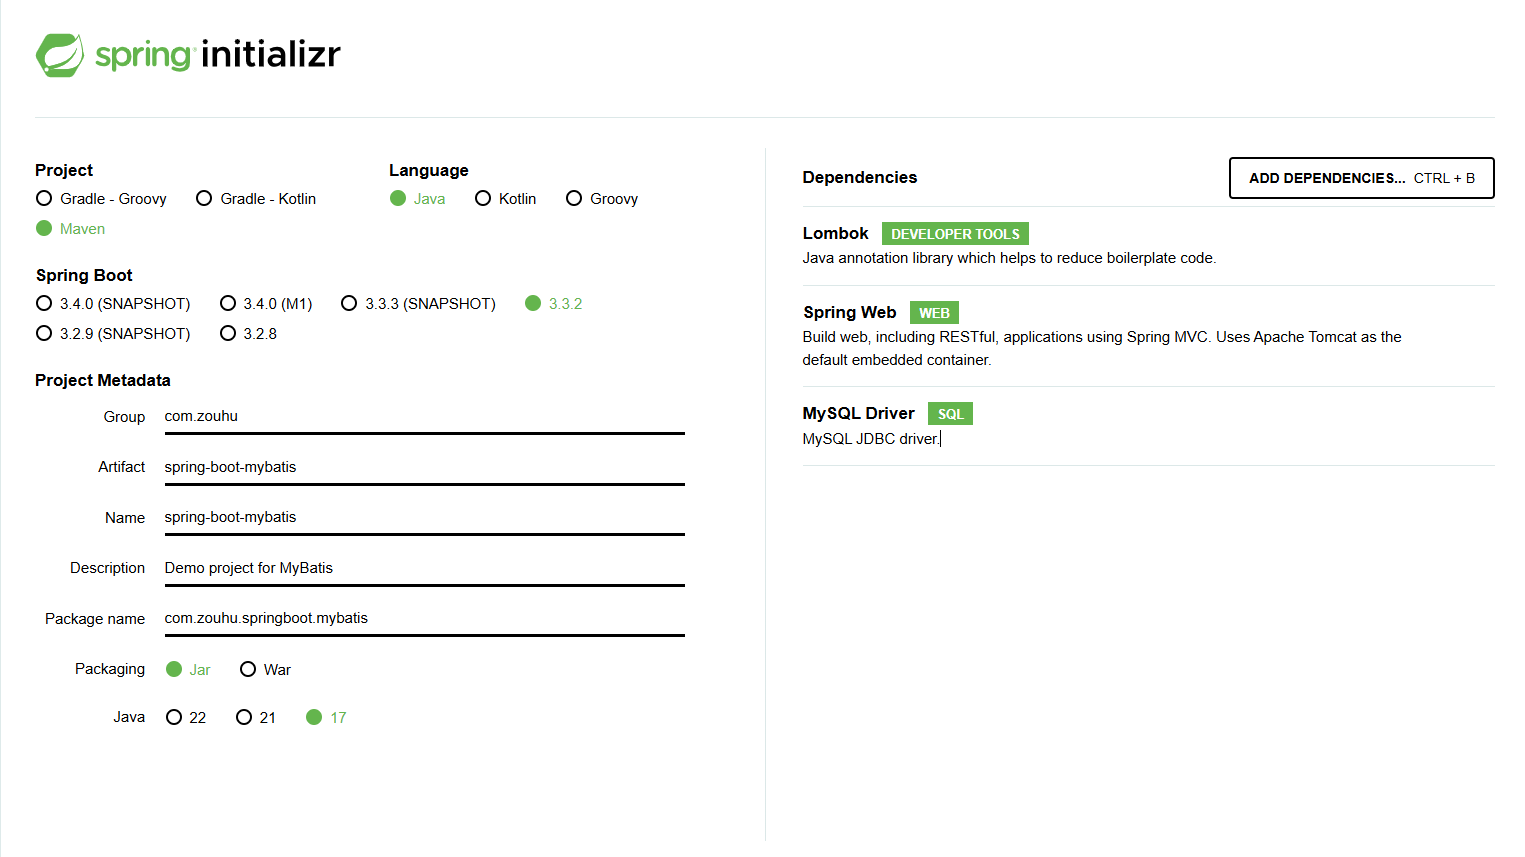 spring initializr
Project
Gradle - Groovy Gradle - Kotlin
Maven
Language
Java Kotlin Groovy
Spring Boot
3.4.0 (SNAPSHOT) 3.4.0 (M1) 3.3.3 (SNAPSHOT) 3.3.2
3.2.9 (SNAPSHOT) 3.2.8
Project Metadata
Group com.zouhu
Artifact spring-boot-mybatis
Name spring-boot-mybatis
Description Demo project for MyBatis
Package name com.zouhu.springboot.mybatis
Packaging Jar War
Java 22 21 17
Dependencies ADD DEPENDENCIES... CTRL + B
Lombok DEVELOPER TOOLS
Java annotation library which helps to reduce boilerplate code.
Spring Web WEB
Build web, including RESTful, applications using Spring MVC. Uses Apache Tomcat as the
default embedded container.
MySQL Driver SQL
MySQL JDBC driver.